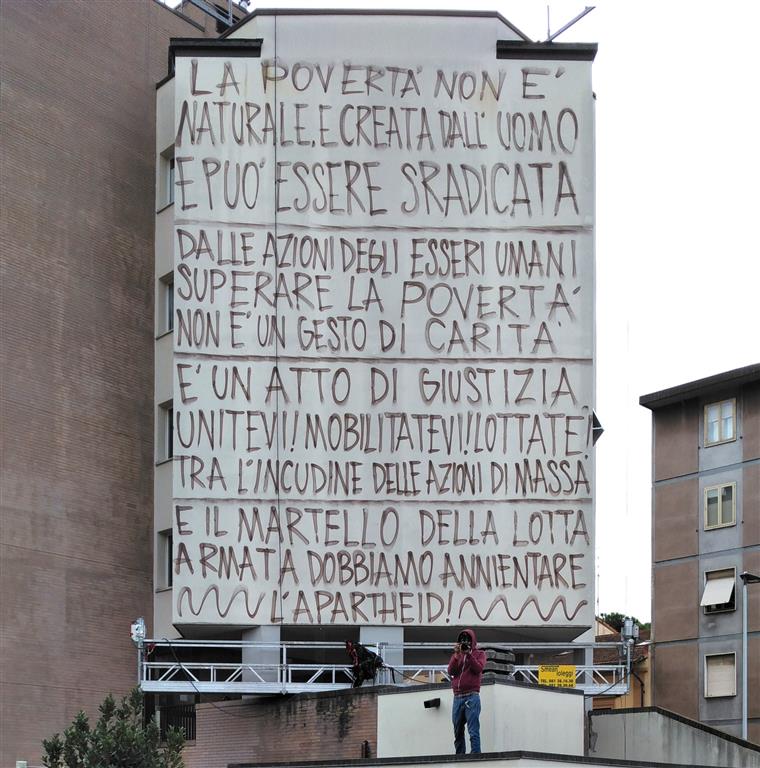 LA POVERTA' NON E'
NATURALE, E CREATA DALL' UOMO
E PUO' ESSERE SRADICATA
DALLE AZIONI DEGLI ESSERI UMANI
SUPERARE LA POVERTA'
NON E' UN GESTO DI CARITA'
E' UN ATTO DI GIUSTIZIA
UNITEVI! MOBILITATEVI! LOTTATE!
TRA L'INCUDINE DELLE AZIONI DI MASSA
E IL MARTELLO DELLA LOTTA
ARMATA DOBBIAMO ANNIENTARE
L'APARTHEID!
Smean
noleggi